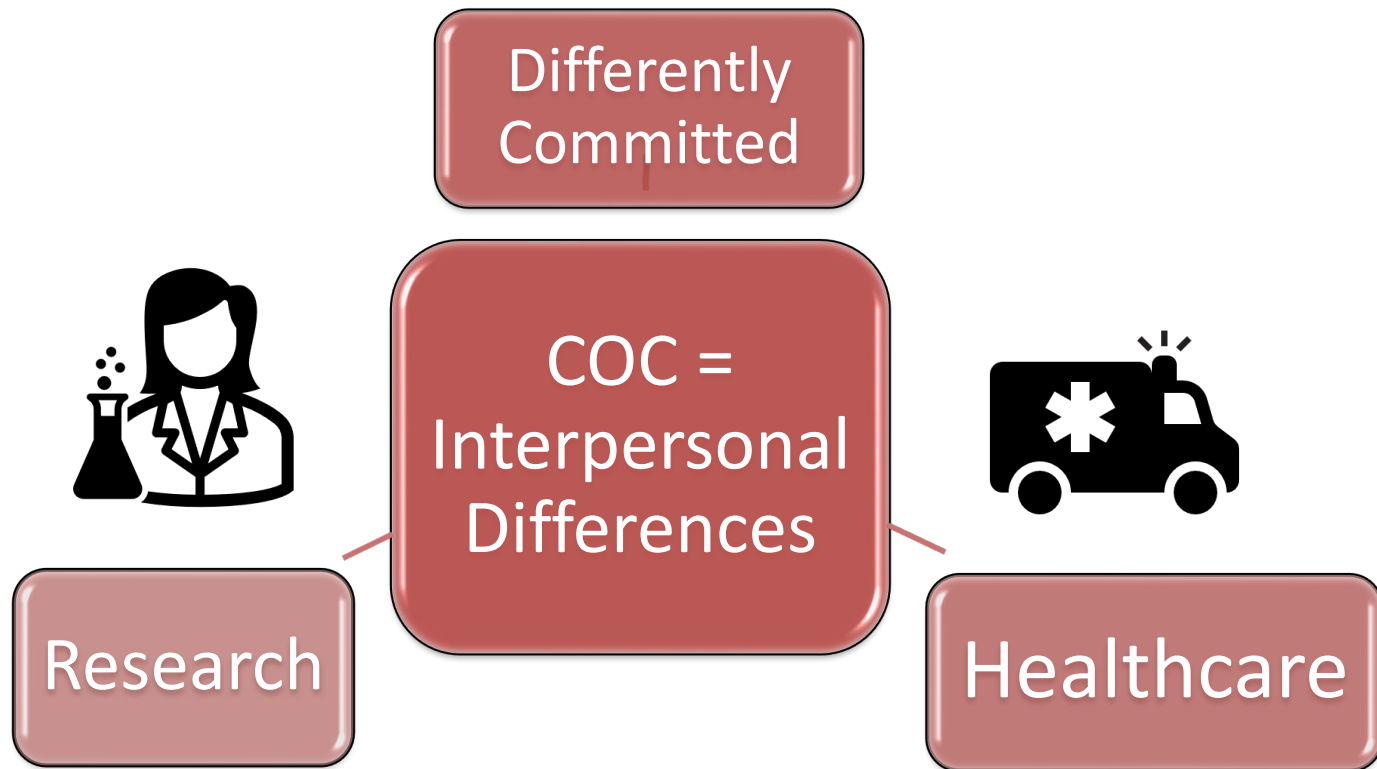 Differently
Committed
COC =
Interpersonal
Differences
Research
Healthcare